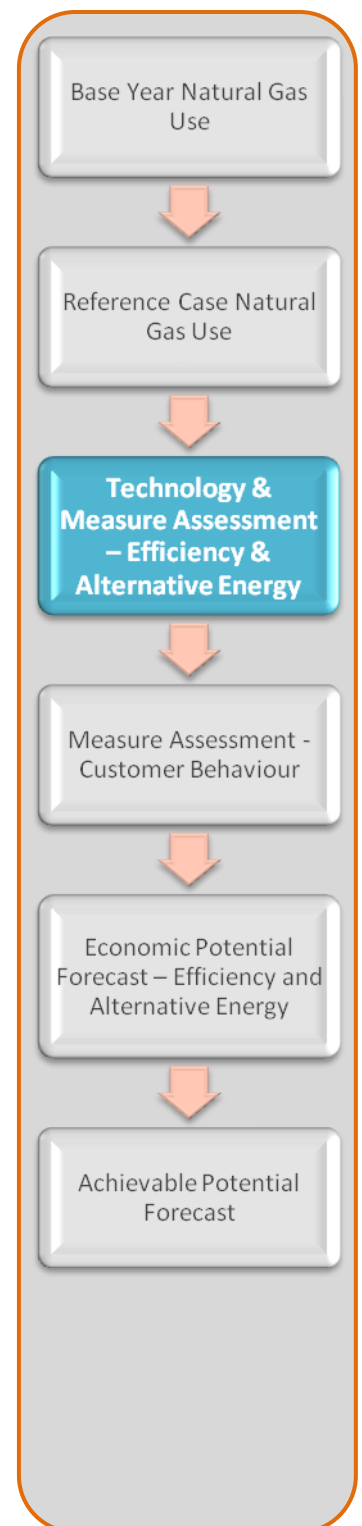 Base Year Natural Gas
Use
Reference Case Natural
Gas Use
Technology &
Measure Assessment
– Efficiency &
Alternative Energy
Measure Assessment -
Customer Behaviour
Economic Potential
Forecast – Efficiency and
Alternative Energy
Achievable Potential
Forecast